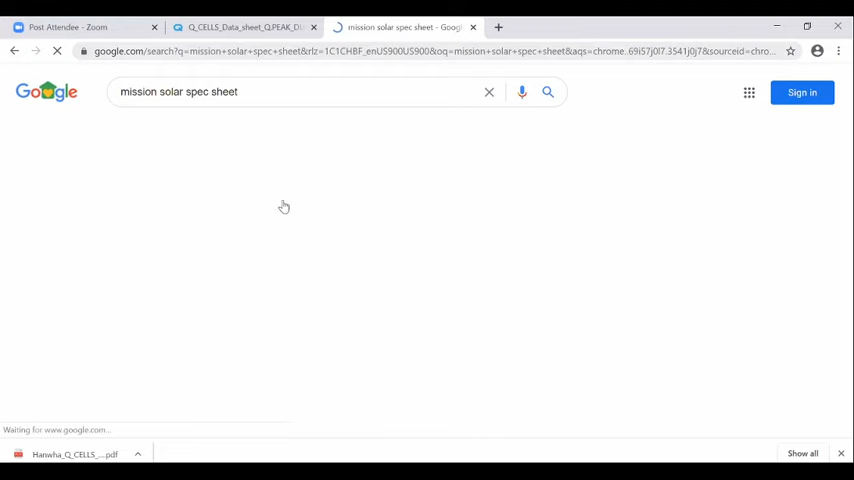 Post Attendee - Zoom
Q_CELLS_Data_sheet_Q.PEAK_DU
mission solar spec sheet - Googl
google.com/search?q=mission+solar+spec+sheet&rlz=1C1CHBF_enUS900US900&oq=mission+solar+spec+sheet&aqs=chrome..69i57j0l7.3541j0j7&sourceid=chro...
Google
mission solar spec sheet
Sign in
Waiting for www.google.com...
Hanwha_Q_CELLS_....pdf
Show all